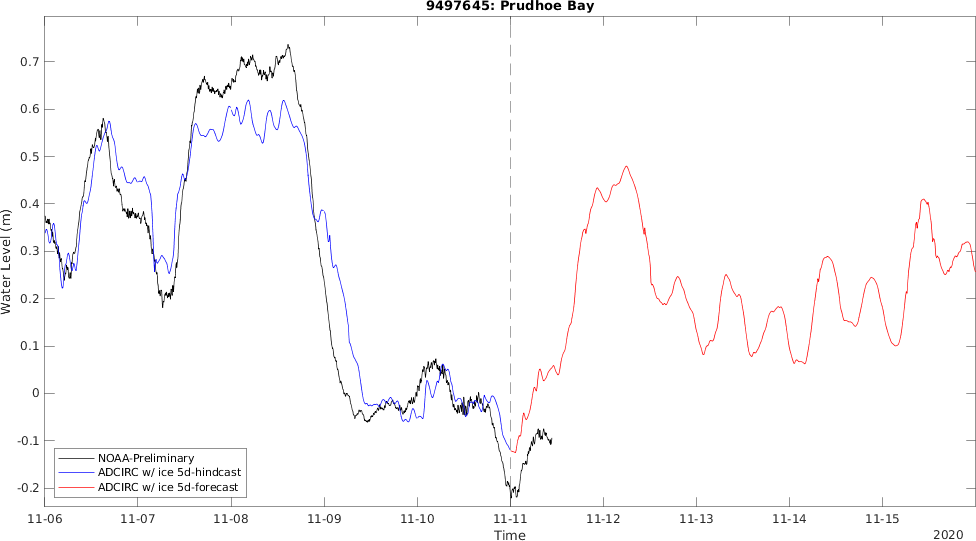 9497645: Prudhoe Bay
Water Level (m)
0.7
0.6
0.5
0.4
0.3
0.2
0.1
0
-0.1
-0.2
NOAA-Preliminary
ADCIRC w/ ice 5d-hindcast
ADCIRC w/ ice 5d-forecast
11-06 11-07 11-08 11-09 11-10 11-11 11-12 11-13 11-14 11-15
Time
2020